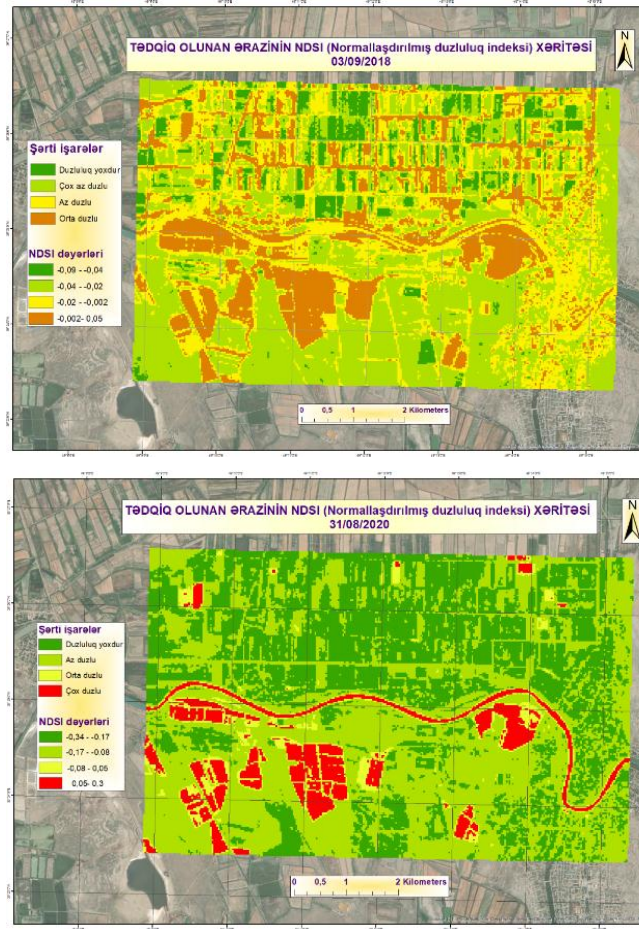 TƏDQİQ OLUNAN ƏRAZİNİN NDSI (Normallaşdırılmış duzluluq indeksi) XƏRİTƏSİ
03/09/2018
N
Şərti işarələr
Duzluluq yoxdur
Çox az duzlu
Az duzlu
Orta duzlu
NDSI dəyərləri
-0,09 - -0,04
-0,04 - -0,02
-0,02 - -0,002
-0,002- 0,05
0 0,5 1 2 Kilometers
TƏDQİQ OLUNAN ƏRAZİNİN NDSI (Normallaşdırılmış duzluluq indeksi) XƏRİTƏSİ
31/08/2020
N
Şərti işarələr
Duzluluq yoxdur
Az duzlu
Orta duzlu
Çox duzlu
NDSI dəyərləri
-0,34 - -0.17
-0,17 - -0.08
-0,08 - 0,05
0,05- 0,3
0 0,5 1 2 Kilometers